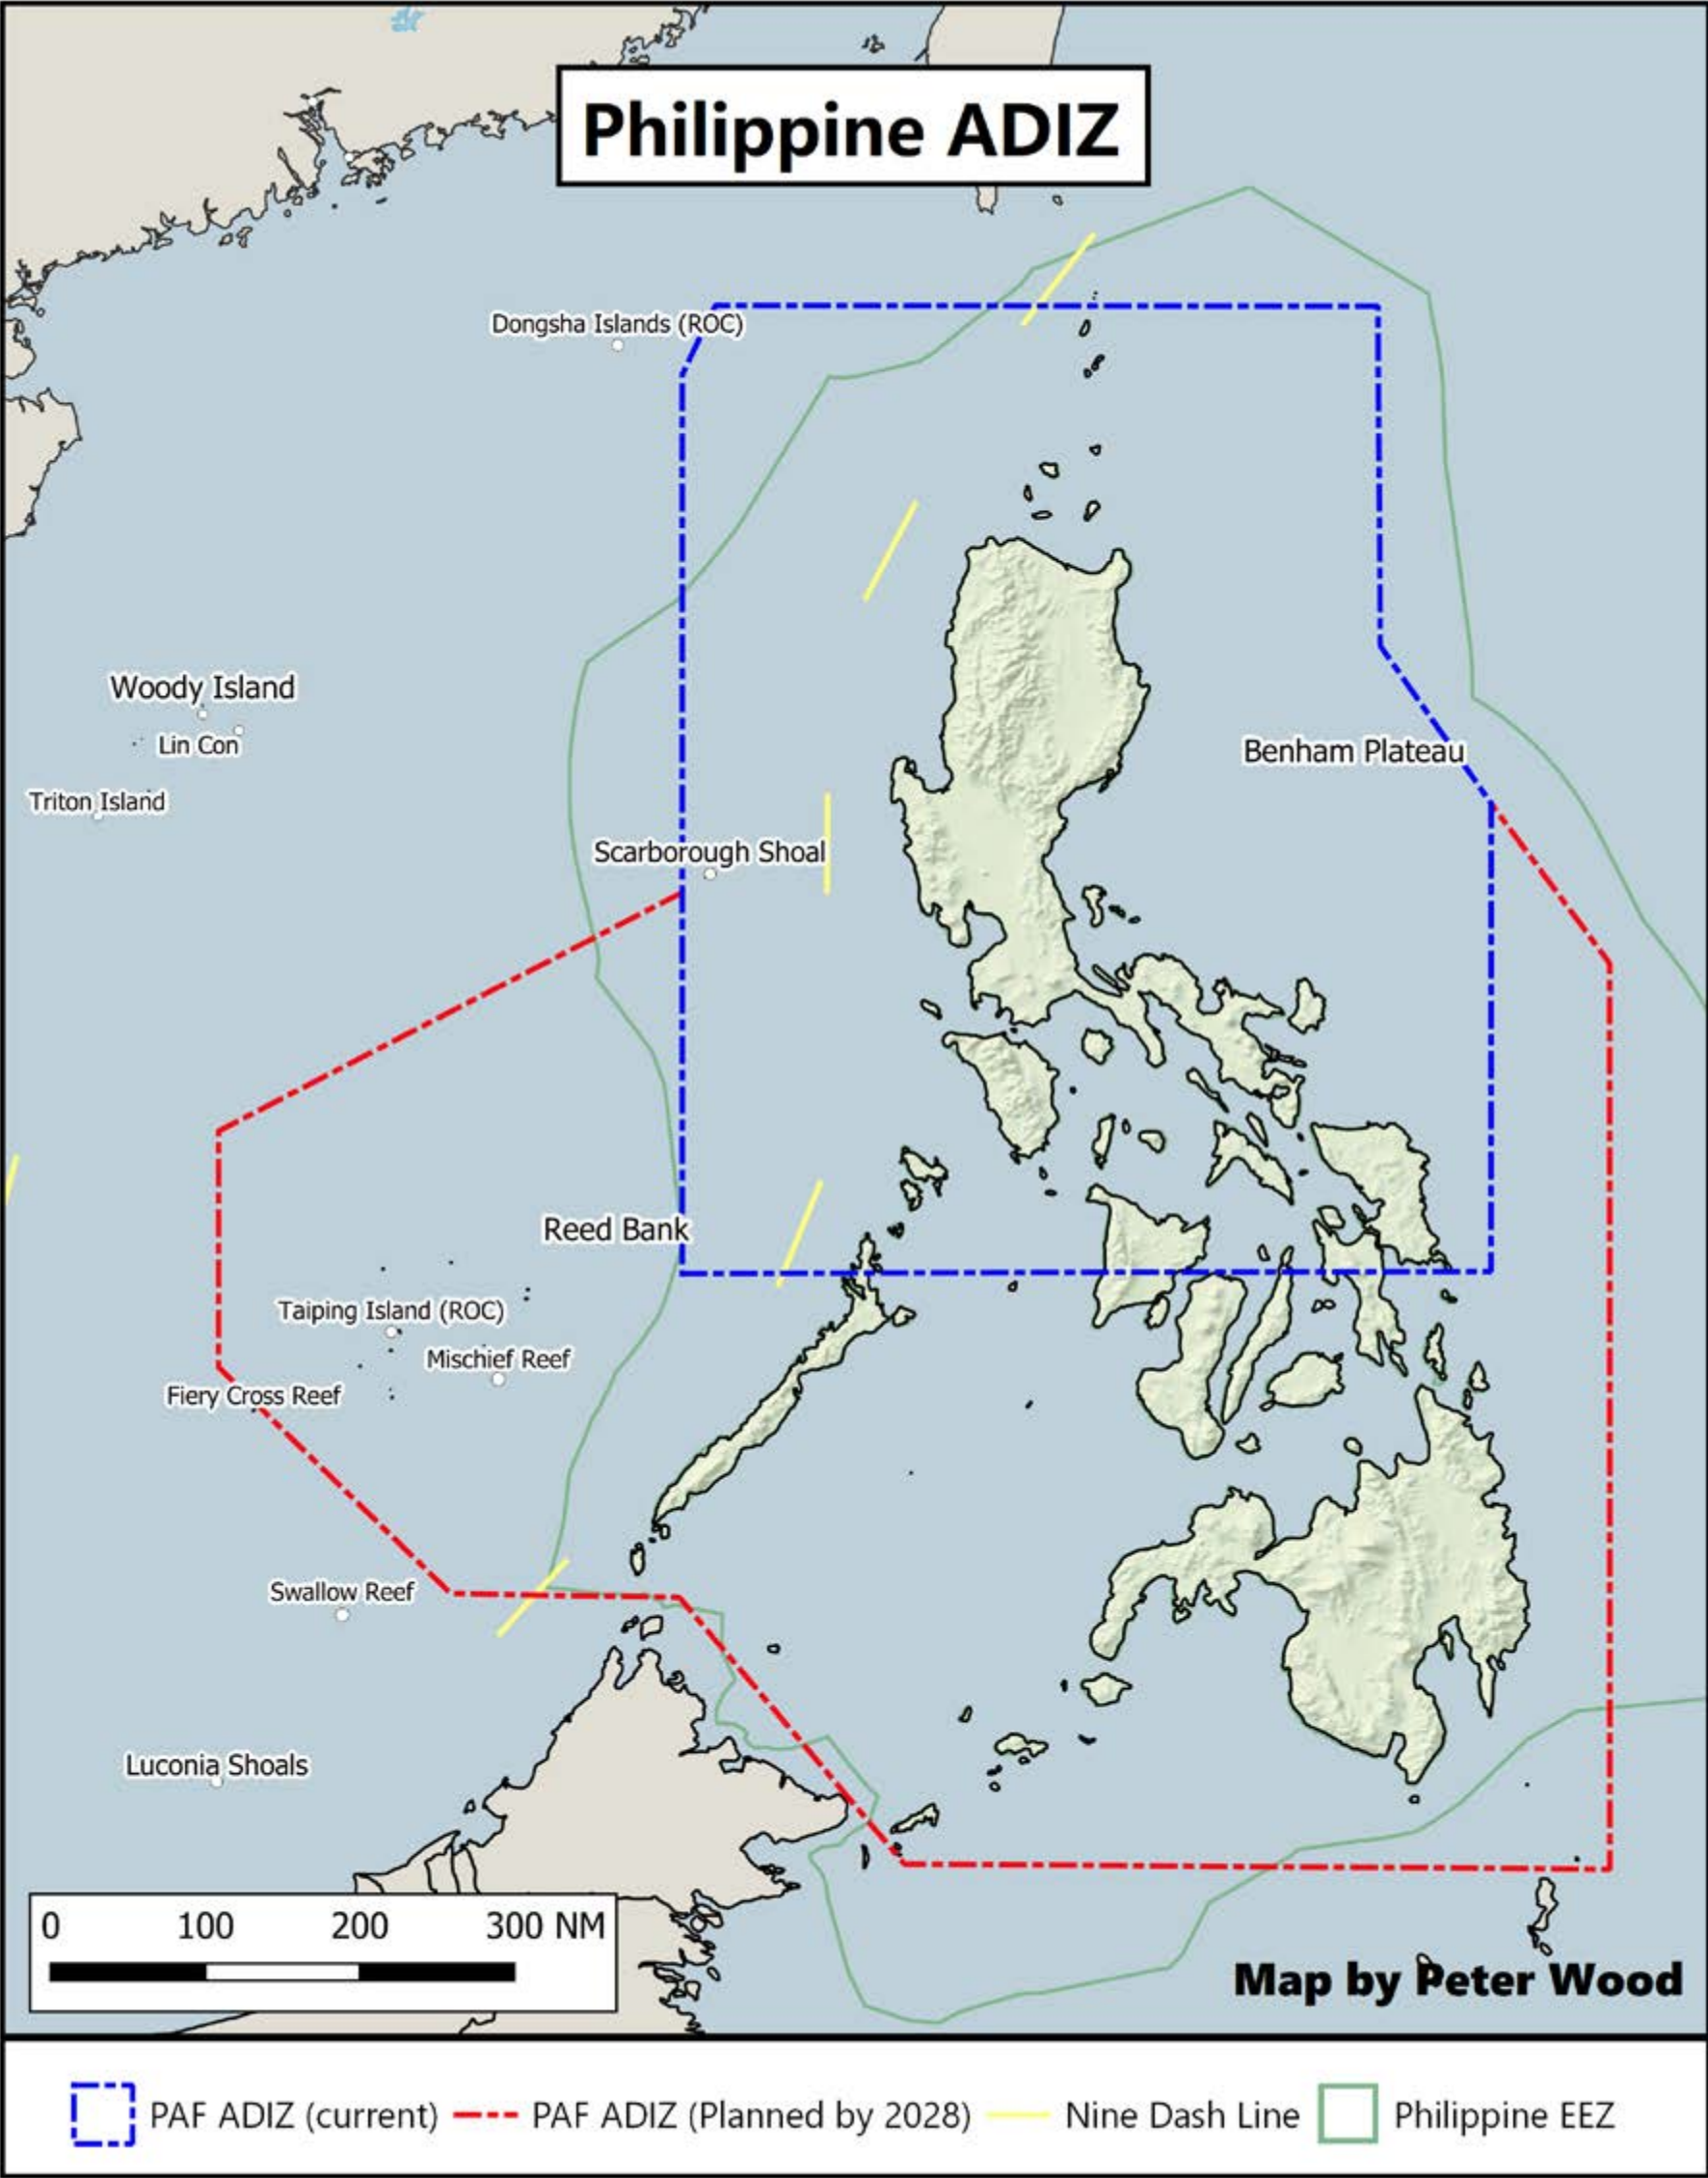 Philippine ADIZ
Dongsha Islands (ROC)
Woody Island
Lin Con
Benham Plateau
Triton Island
Scarborough Shoal
Reed Bank
Taiping Island (ROC)
Mischief Reef
Fiery Cross Reef
Swallow Reef
Luconia Shoals
0 100 200 300 NM
Map by Peter Wood
PAF ADIZ (current) PAF ADIZ (Planned by 2028) Nine Dash Line Philippine EEZ